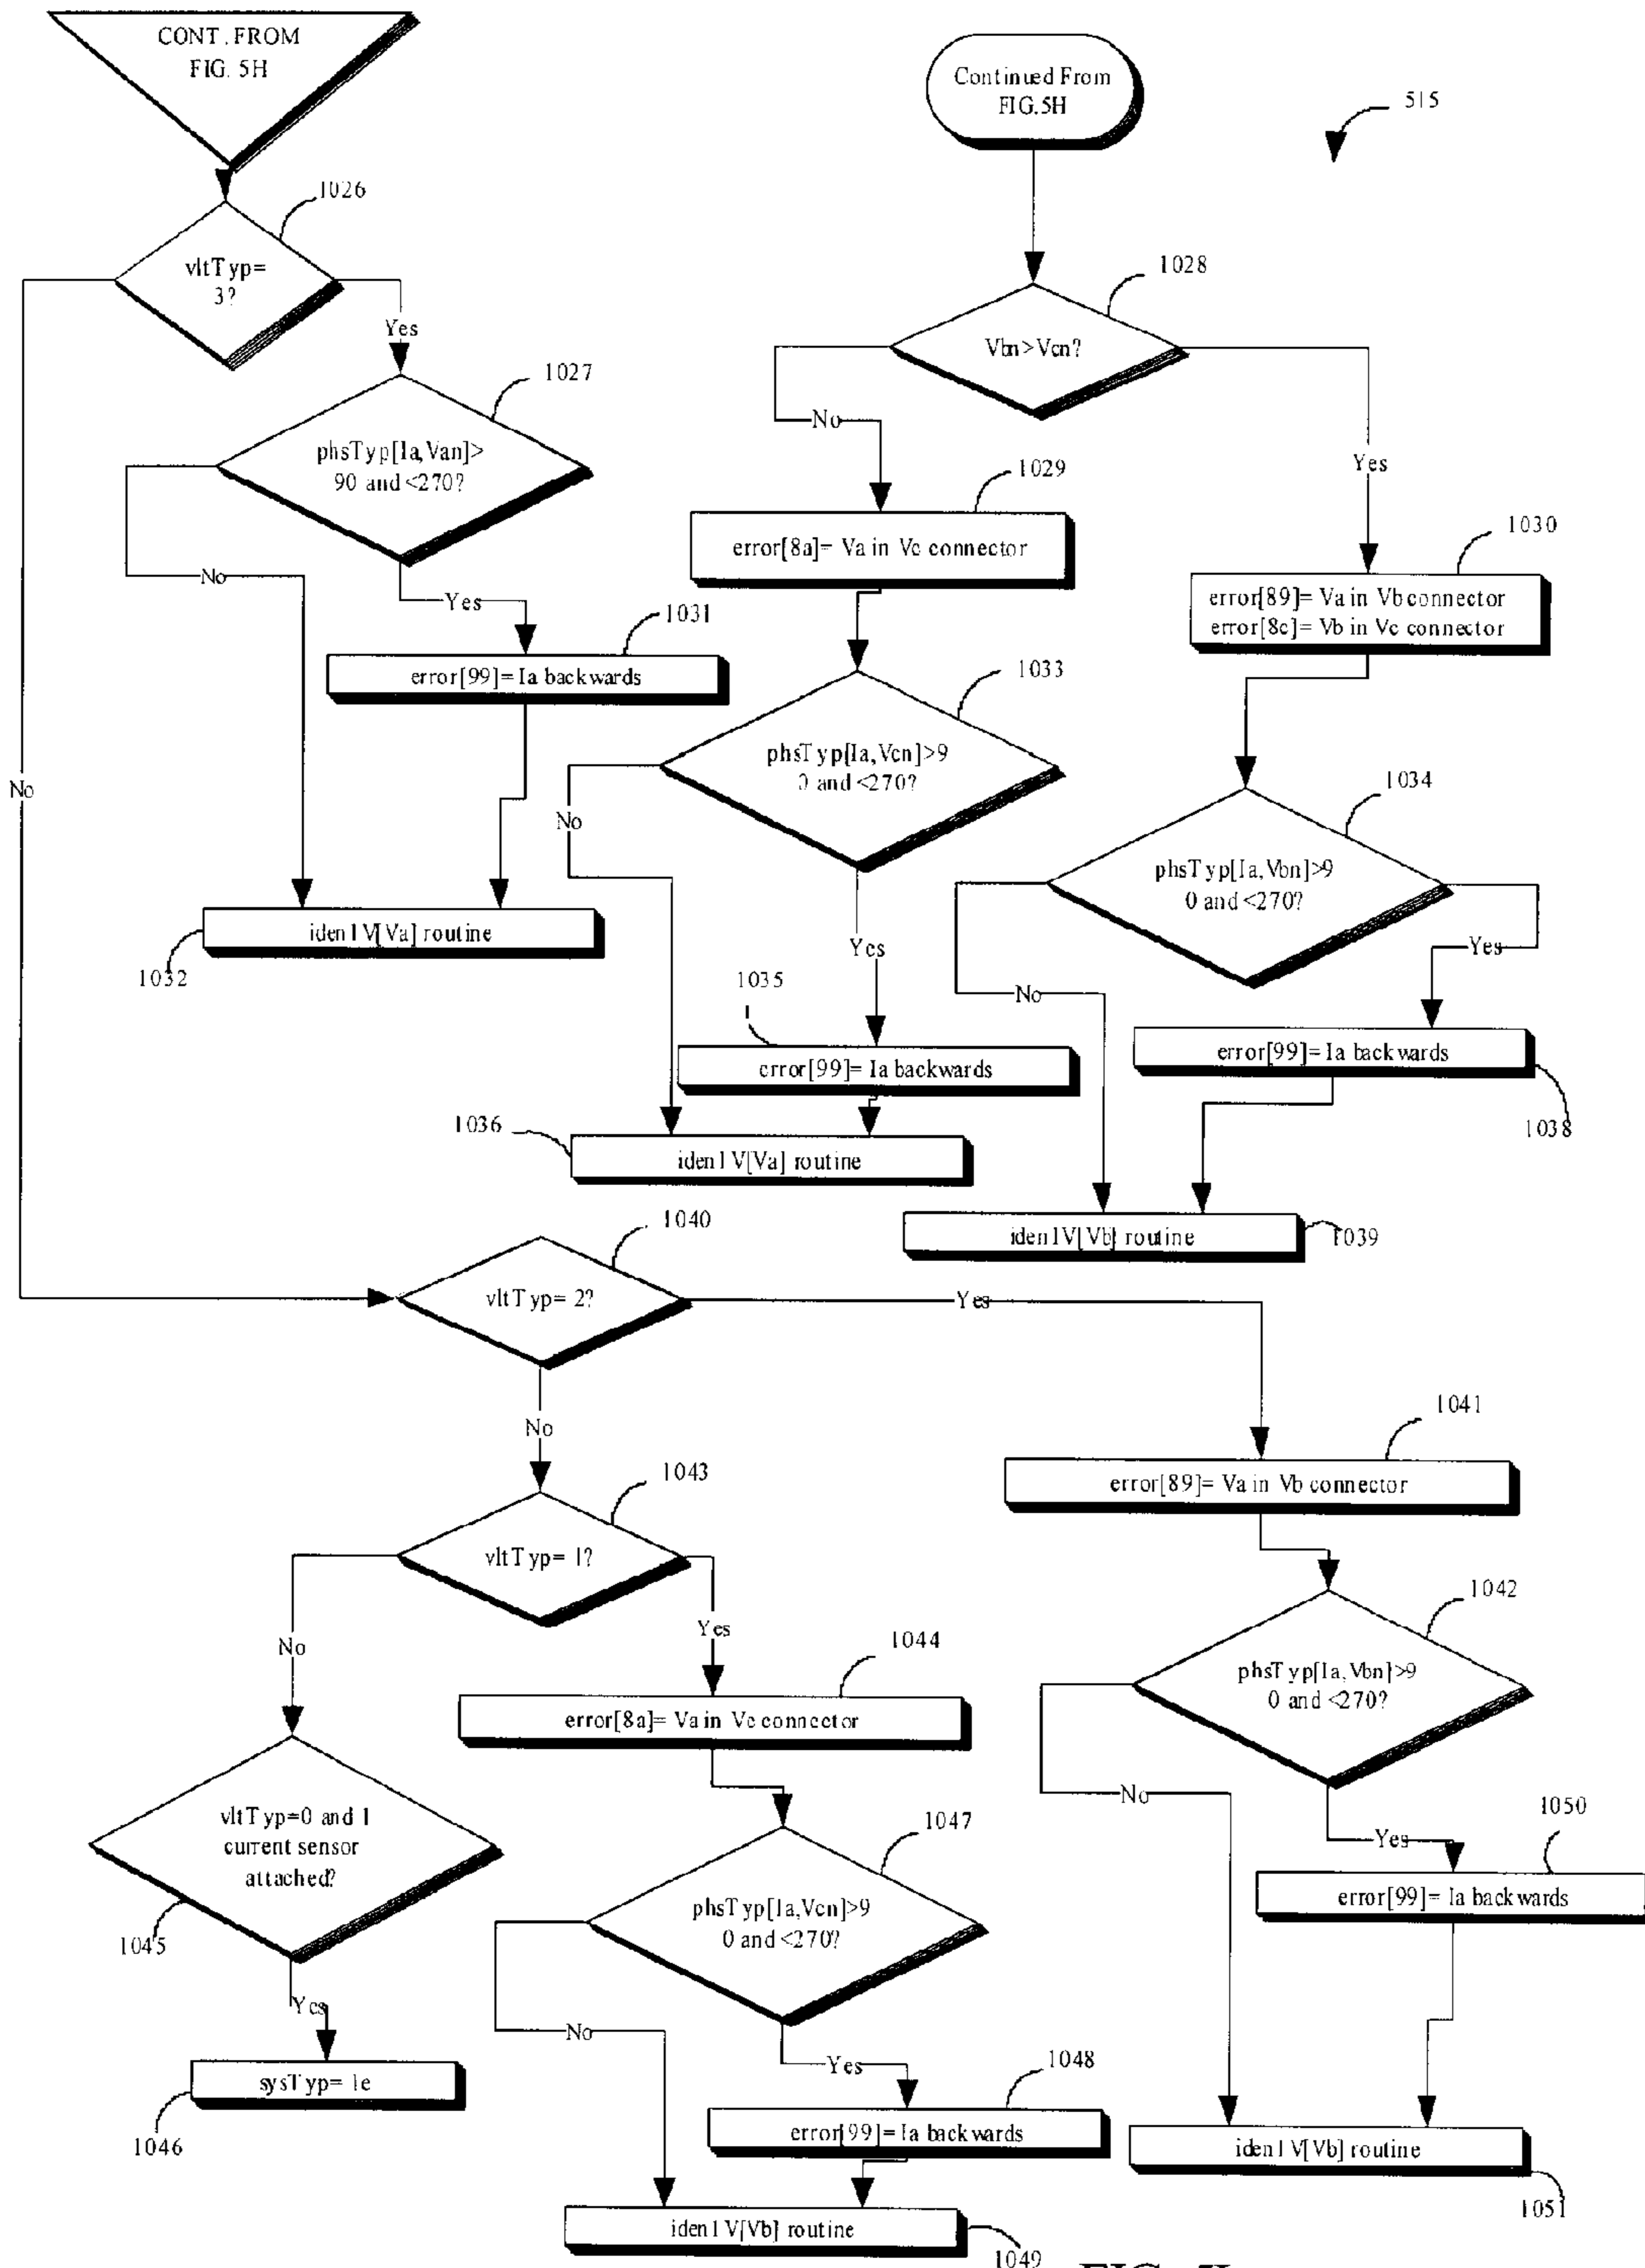 CONT. FROM
FIG. 5H
Continued From
FIG.5H
515
1026
vltTyp=
3?
Yes
No
1027
phsTyp[Ia,Van]>
90 and <270?
No
Yes
1028
Vbn>Vcn?
No
Yes
1029
error[8a]= Va in Vc connector
1030
error[89]= Va in Vb connector
error[8c]= Vb in Vc connector
1031
error[99]= Ia backwards
1032
iden1V[Va] routine
1033
phsTyp[Ia,Vcn]>9
0 and <270?
No
Yes
1034
phsTyp[Ia,Vbn]>9
0 and <270?
No
Yes
1035
error[99]= Ia backwards
1036
iden1V[Va] routine
error[99]= Ia backwards
1038
iden1V[Vb] routine
1039
1040
vltTyp= 2?
Yes
No
1041
error[89]= Va in Vb connector
1043
vltTyp= 1?
No
Yes
1042
phsTyp[Ia,Vbn]>9
0 and <270?
No
Yes
1044
error[8a]= Va in Vc connector
1045
vltTyp=0 and 1
current sensor
attached?
Yes
1046
sysTyp= 1e
1047
phsTyp[Ia,Vcn]>9
0 and <270?
No
Yes
1048
error[99]= Ia backwards
1050
error[99]= Ia backwards
iden1V[Vb] routine
1051
iden1V[Vb] routine
1049